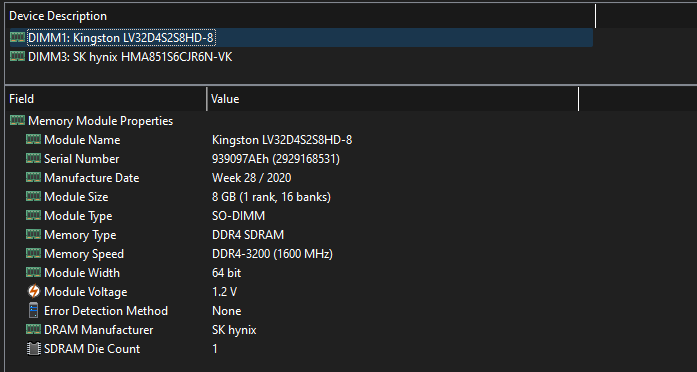 Device Description
DIMM1: Kingston LV32D4S2S8HD-8
DIMM3: SK hynix HMA851S6CJR6N-VK
Field Value
Memory Module Properties
Module Name Kingston LV32D4S2S8HD-8
Serial Number 939097AEh (2929168531)
Manufacture Date Week 28 / 2020
Module Size 8 GB (1 rank, 16 banks)
Module Type SO-DIMM
Memory Type DDR4 SDRAM
Memory Speed DDR4-3200 (1600 MHz)
Module Width 64 bit
Module Voltage 1.2 V
Error Detection Method None
DRAM Manufacturer SK hynix
SDRAM Die Count 1